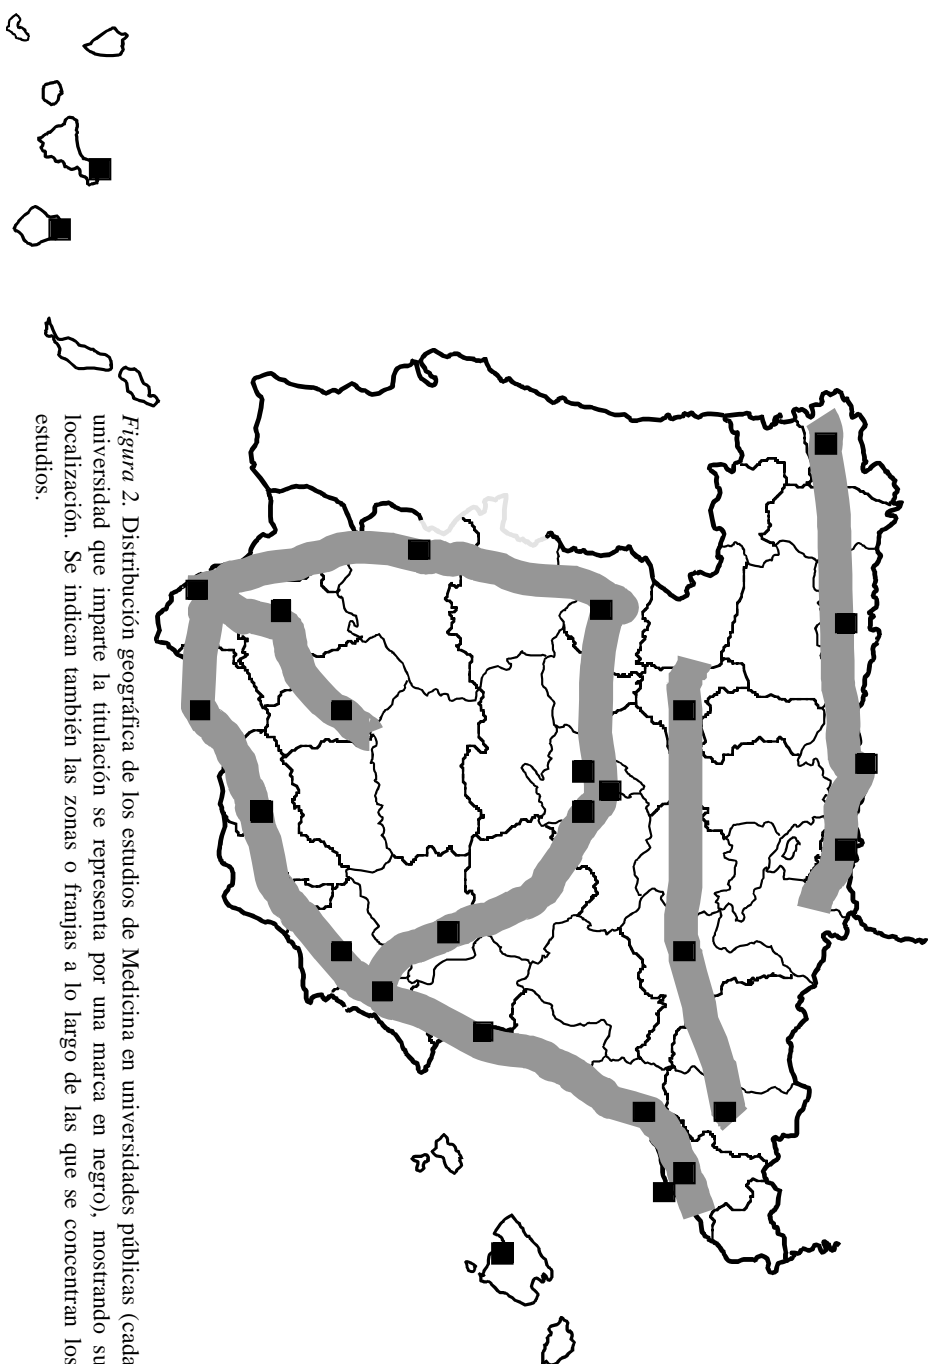 Figura 2. Distribución geográfica de los estudios de Medicina en universidades públicas (cada
universidad que imparte la titulación se representa por una marca en negro), mostrando su
localización. Se indican también las zonas o franjas a lo largo de las que se concentran los
estudios.